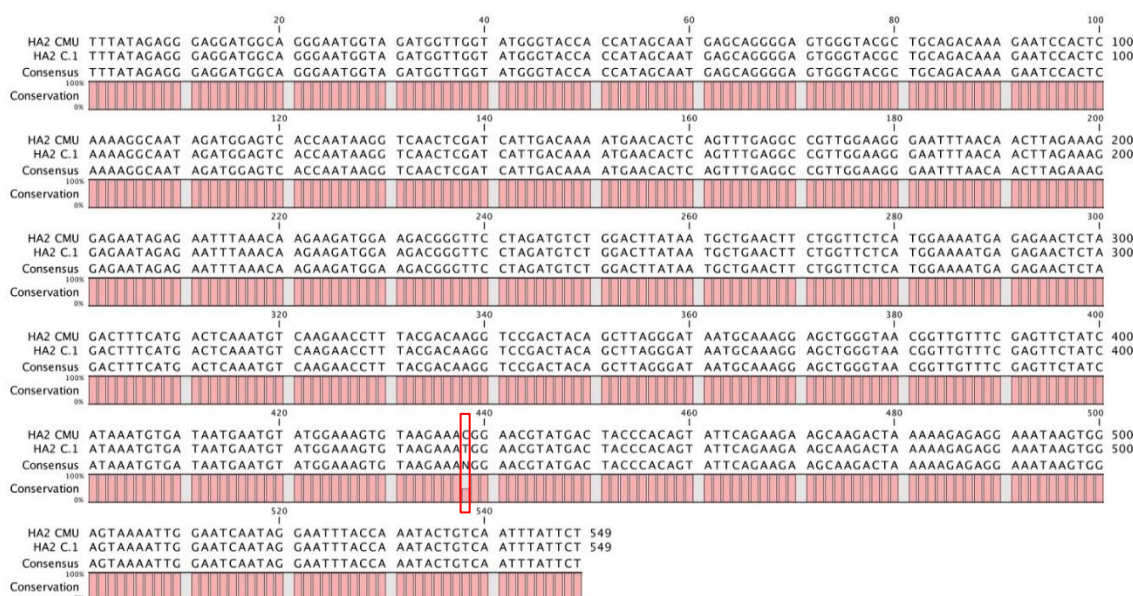 20 40 60 80 100
HA2 CMU TTTATAGAGG GAGGATGGCA GGGAATGGTA GATGGTTGGT ATGGGTACCA CCATAGCAAT GAGCAGGGGA GTGGGTACGC TGCAGACAAA GAATCCACTC 100
HA2 C.1 TTTATAGAGG GAGGATGGCA GGGAATGGTA GATGGTTGGT ATGGGTACCA CCATAGCAAT GAGCAGGGGA GTGGGTACGC TGCAGACAAA GAATCCACTC 100
Consensus TTTATAGAGG GAGGATGGCA GGGAATGGTA GATGGTTGGT ATGGGTACCA CCATAGCAAT GAGCAGGGGA GTGGGTACGC TGCAGACAAA GAATCCACTC
100%
Conservation
0%
120 140 160 180 200
HA2 CMU AAAAGGCAAT AGATGGAGTC ACCAATAAGG TCAACTCGAT CATTGACAAA ATGAACACTC AGTTTGAGGC CGTTGGAAGG GAATTTAACA ACTTAGAAAG 200
HA2 C.1 AAAAGGCAAT AGATGGAGTC ACCAATAAGG TCAACTCGAT CATTGACAAA ATGAACACTC AGTTTGAGGC CGTTGGAAGG GAATTTAACA ACTTAGAAAG 200
Consensus AAAAGGCAAT AGATGGAGTC ACCAATAAGG TCAACTCGAT CATTGACAAA ATGAACACTC AGTTTGAGGC CGTTGGAAGG GAATTTAACA ACTTAGAAAG
100%
Conservation
0%
220 240 260 280 300
HA2 CMU GAGAATAGAG AATTTAAACA AGAAGATGGA AGACGGGTTC CTAGATGTCT GGACTTATAA TGCTGAACTT CTGGTTCTCA TGGAAAATGA GAGAACTCTA 300
HA2 C.1 GAGAATAGAG AATTTAAACA AGAAGATGGA AGACGGGTTC CTAGATGTCT GGACTTATAA TGCTGAACTT CTGGTTCTCA TGGAAAATGA GAGAACTCTA 300
Consensus GAGAATAGAG AATTTAAACA AGAAGATGGA AGACGGGTTC CTAGATGTCT GGACTTATAA TGCTGAACTT CTGGTTCTCA TGGAAAATGA GAGAACTCTA
100%
Conservation
0%
320 340 360 380 400
HA2 CMU GACTTTCATG ACTCAAATGT CAAGAACCTT TACGACAAGG TCCGACTACA GCTTAGGGAT AATGCAAAGG AGCTGGGTAA CGGTTGTTTC GAGTTCTATC 400
HA2 C.1 GACTTTCATG ACTCAAATGT CAAGAACCTT TACGACAAGG TCCGACTACA GCTTAGGGAT AATGCAAAGG AGCTGGGTAA CGGTTGTTTC GAGTTCTATC 400
Consensus GACTTTCATG ACTCAAATGT CAAGAACCTT TACGACAAGG TCCGACTACA GCTTAGGGAT AATGCAAAGG AGCTGGGTAA CGGTTGTTTC GAGTTCTATC
100%
Conservation
0%
420 440 460 480 500
HA2 CMU ATAAATGTGA TAATGAATGT ATGGAAAGTG TAAGAAACGG AACGTATGAC TACCCACAGT ATTCAGAAGA AGCAAGACTA AAAAGAGAGG AAATAAGTGG 500
HA2 C.1 ATAAATGTGA TAATGAATGT ATGGAAAGTG TAAGAAATGG AACGTATGAC TACCCACAGT ATTCAGAAGA AGCAAGACTA AAAAGAGAGG AAATAAGTGG 500
Consensus ATAAATGTGA TAATGAATGT ATGGAAAGTG TAAGAAANGG AACGTATGAC TACCCACAGT ATTCAGAAGA AGCAAGACTA AAAAGAGAGG AAATAAGTGG
100%
Conservation
0%
520 540
HA2 CMU AGTAAAATTG GAATCAATAG GAATTTACCA AATACTGTCA ATTTATTCT 549
HA2 C.1 AGTAAAATTG GAATCAATAG GAATTTACCA AATACTGTCA ATTTATTCT 549
Consensus AGTAAAATTG GAATCAATAG GAATTTACCA AATACTGTCA ATTTATTCT
100%
Conservation
0%